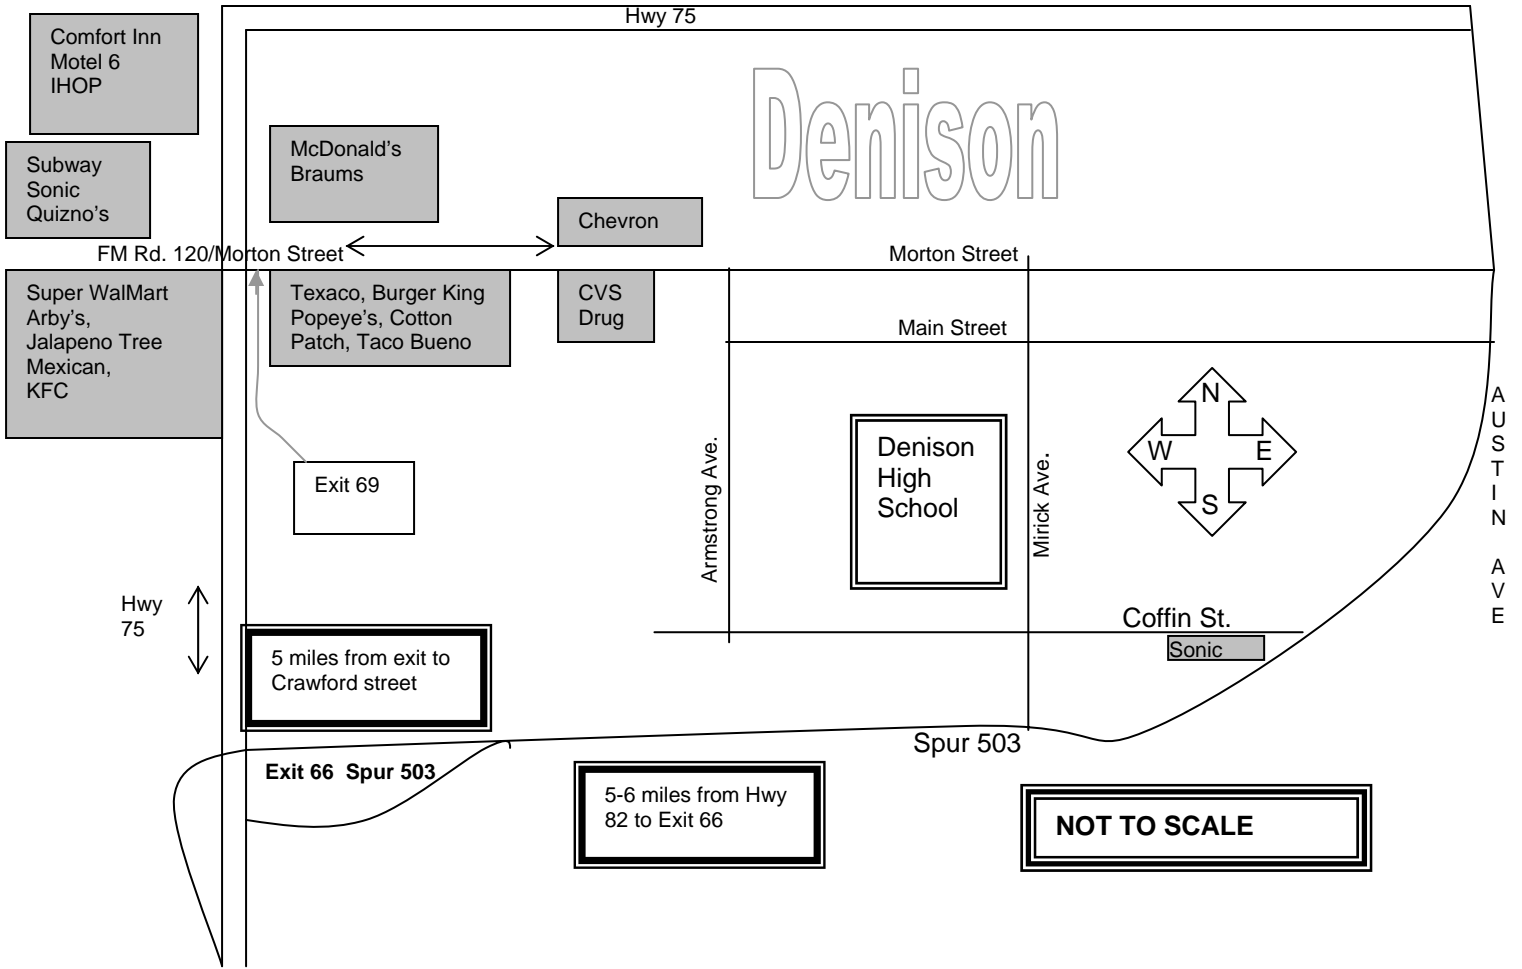 Hwy 75
Comfort Inn
Motel 6
IHOP
Denison
McDonald's
Braums
Subway
Sonic
Quizno's
Chevron
FM Rd. 120/Morton Street
Morton Street
Super WalMart
Arby's,
Jalapeno Tree
Mexican,
KFC
Texaco, Burger King
Popeye's, Cotton
Patch, Taco Bueno
CVS
Drug
Main Street
N
W
E
S
AUSTIN AVE
Denison
High
School
Armstrong Ave.
Mirick Ave.
Exit 69
Hwy
75
Coffin St.
Sonic
5 miles from exit to
Crawford street
Spur 503
Exit 66 Spur 503
5-6 miles from Hwy
82 to Exit 66
NOT TO SCALE